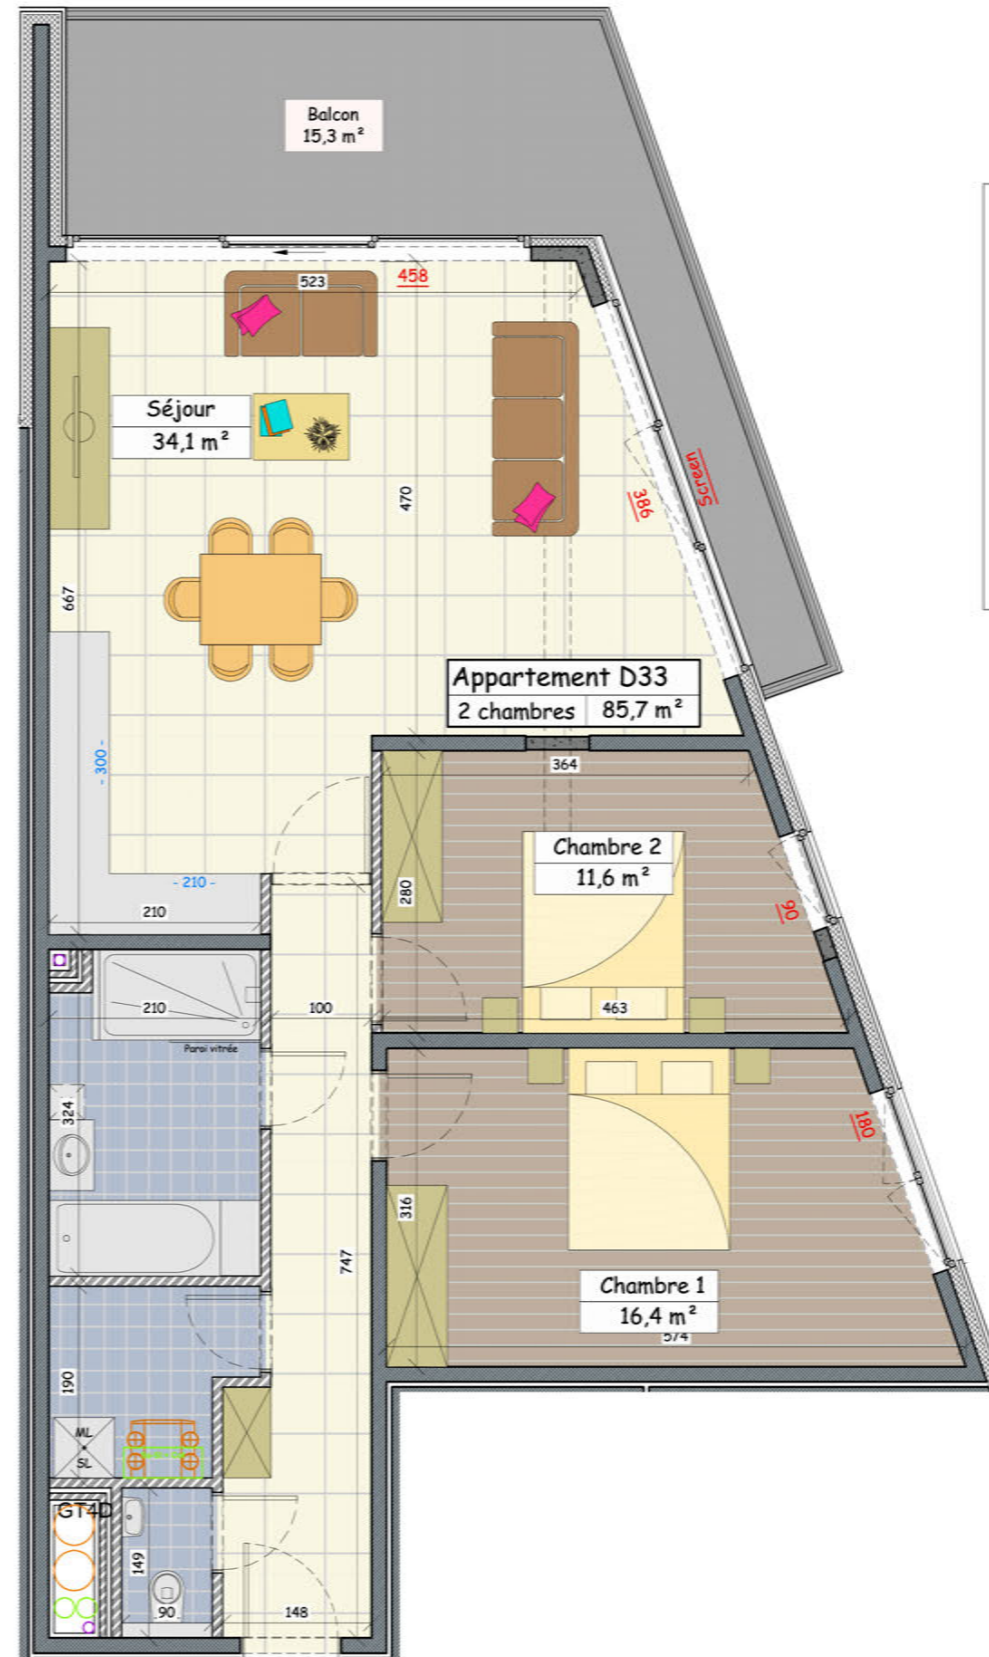 Balcon
15,3 m²
523
458
Séjour
34,1 m²
470
386
Screen
667
Appartement D33
2 chambres 85,7 m²
- 300 -
364
Chambre 2
11,6 m²
280
90
- 210 -
210
210
100
463
Paroi vitrée
324
180
316
747
Chambre 1
16,4 m²
574
190
ML
SL
GT4D
149
90
148